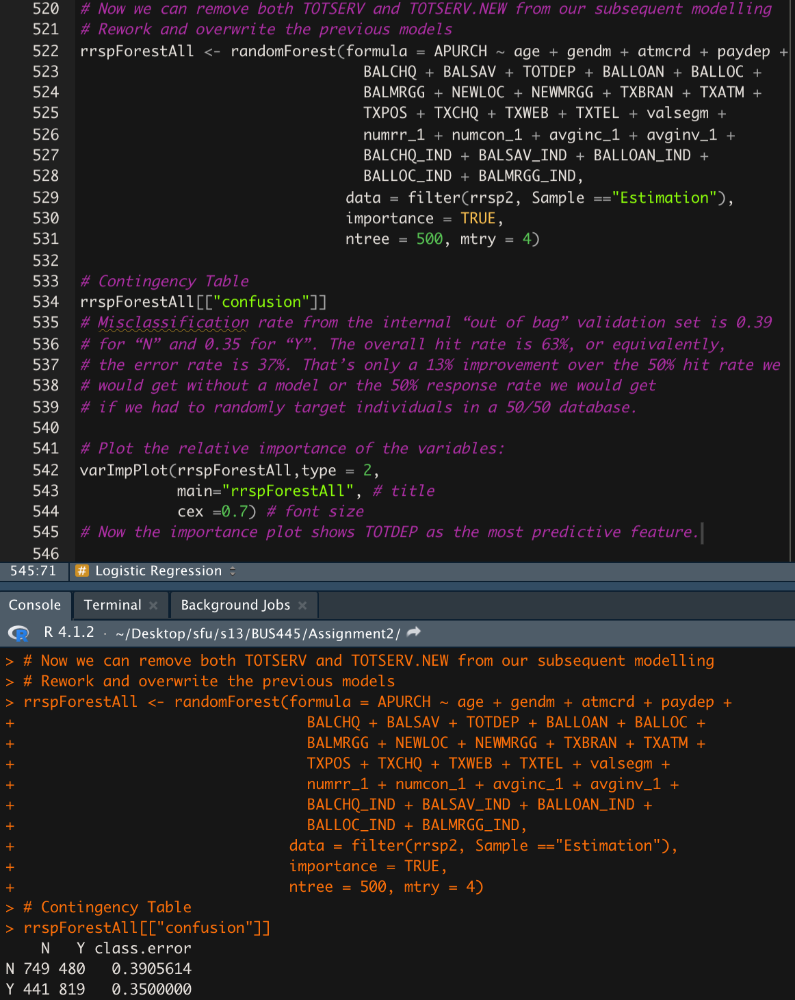 520 # Now we can remove both TOTSERV and TOTSERV.NEW from our subsequent modelling
521 # Rework and overwrite the previous models
522 rrspForestAll <- randomForest(formula = APURCH ~ age + gendm + atmcrd + paydep +
523 BALCHQ + BALSAV + TOTDEP + BALLOAN + BALLOC +
524 BALMRGG + NEWLOC + NEWMRGG + TXBRAN + TXATM +
525 TXPOS + TXCHQ + TXWEB + TXTEL + valsegm +
526 numrr_1 + numcon_1 + avginc_1 + avginv_1 +
527 BALCHQ_IND + BALSAV_IND + BALLOAN_IND +
528 BALLOC_IND + BALMRGG_IND,
529 data = filter(rrsp2, Sample =="Estimation"),
530 importance = TRUE,
531 ntree = 500, mtry = 4)
532
533 # Contingency Table
534 rrspForestAll[["confusion"]]
535 # Misclassification rate from the internal “out of bag” validation set is 0.39
536 # for “N” and 0.35 for “Y”. The overall hit rate is 63%, or equivalently,
537 # the error rate is 37%. That’s only a 13% improvement over the 50% hit rate we
538 # would get without a model or the 50% response rate we would get
539 # if we had to randomly target individuals in a 50/50 database.
540
541 # Plot the relative importance of the variables:
542 varImpPlot(rrspForestAll,type = 2,
543 main="rrspForestAll", # title
544 cex =0.7) # font size
545 # Now the importance plot shows TOTDEP as the most predictive feature.
546
545:71 # Logistic Regression
Console Terminal Background Jobs
R R 4.1.2 · ~/Desktop/sfu/s13/BUS445/Assignment2/
> # Now we can remove both TOTSERV and TOTSERV.NEW from our subsequent modelling
> # Rework and overwrite the previous models
> rrspForestAll <- randomForest(formula = APURCH ~ age + gendm + atmcrd + paydep +
+ BALCHQ + BALSAV + TOTDEP + BALLOAN + BALLOC +
+ BALMRGG + NEWLOC + NEWMRGG + TXBRAN + TXATM +
+ TXPOS + TXCHQ + TXWEB + TXTEL + valsegm +
+ numrr_1 + numcon_1 + avginc_1 + avginv_1 +
+ BALCHQ_IND + BALSAV_IND + BALLOAN_IND +
+ BALLOC_IND + BALMRGG_IND,
+ data = filter(rrsp2, Sample =="Estimation"),
+ importance = TRUE,
+ ntree = 500, mtry = 4)
> # Contingency Table
> rrspForestAll[["confusion"]]
N Y class.error
N 749 480 0.3905614
Y 441 819 0.3500000